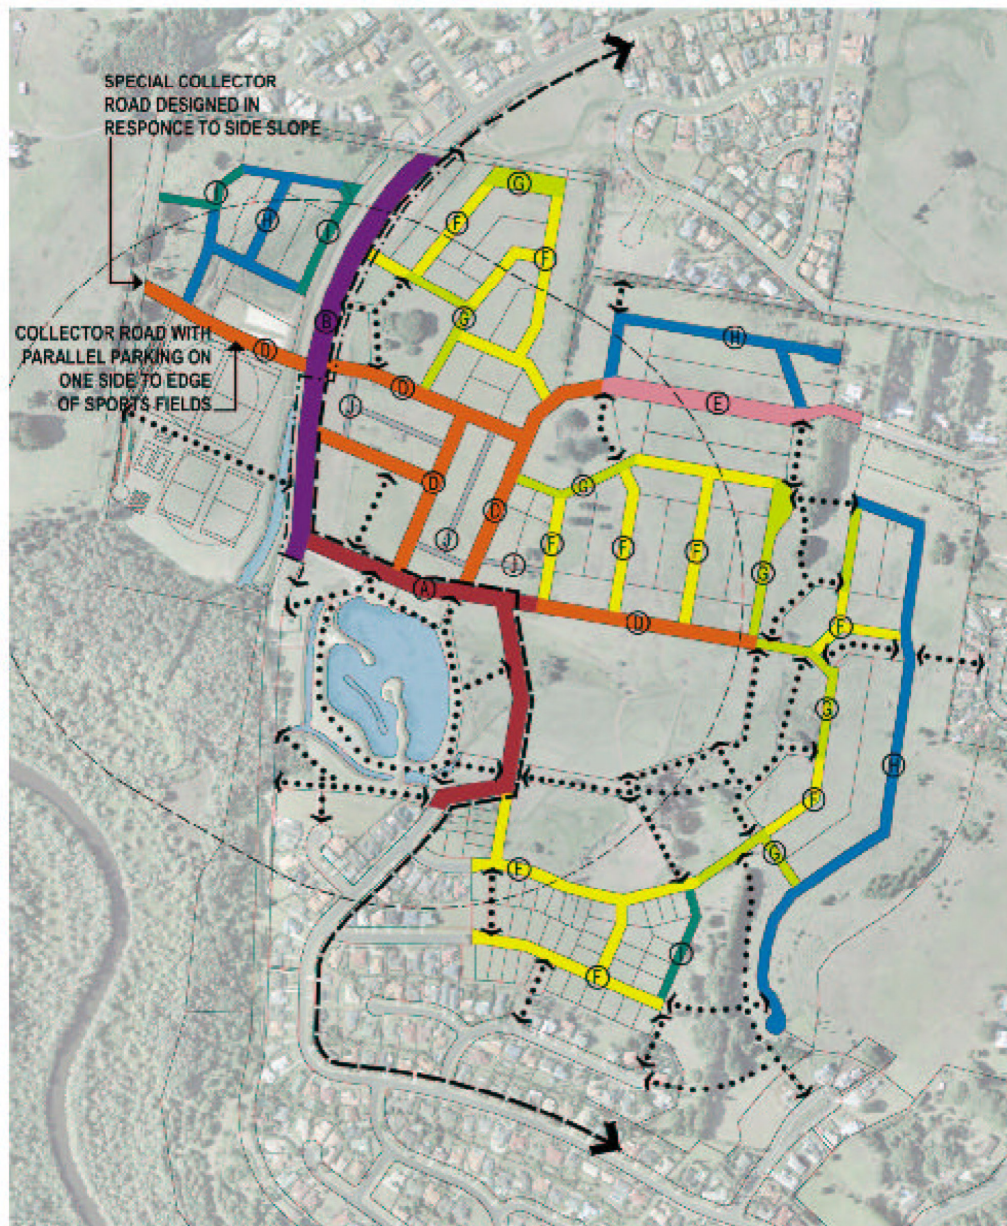 SPECIAL COLLECTOR
ROAD DESIGNED IN
RESPONCE TO SIDE SLOPE
G
I
H
F
I
F
G
B
COLLECTOR ROAD WITH
PARALLEL PARKING ON
ONE SIDE TO EDGE
OF SPORTS FIELDS
D
H
D
E
J
D
G
J
F
F
F
J
G
A
D
F
G
H
F
G
F
F